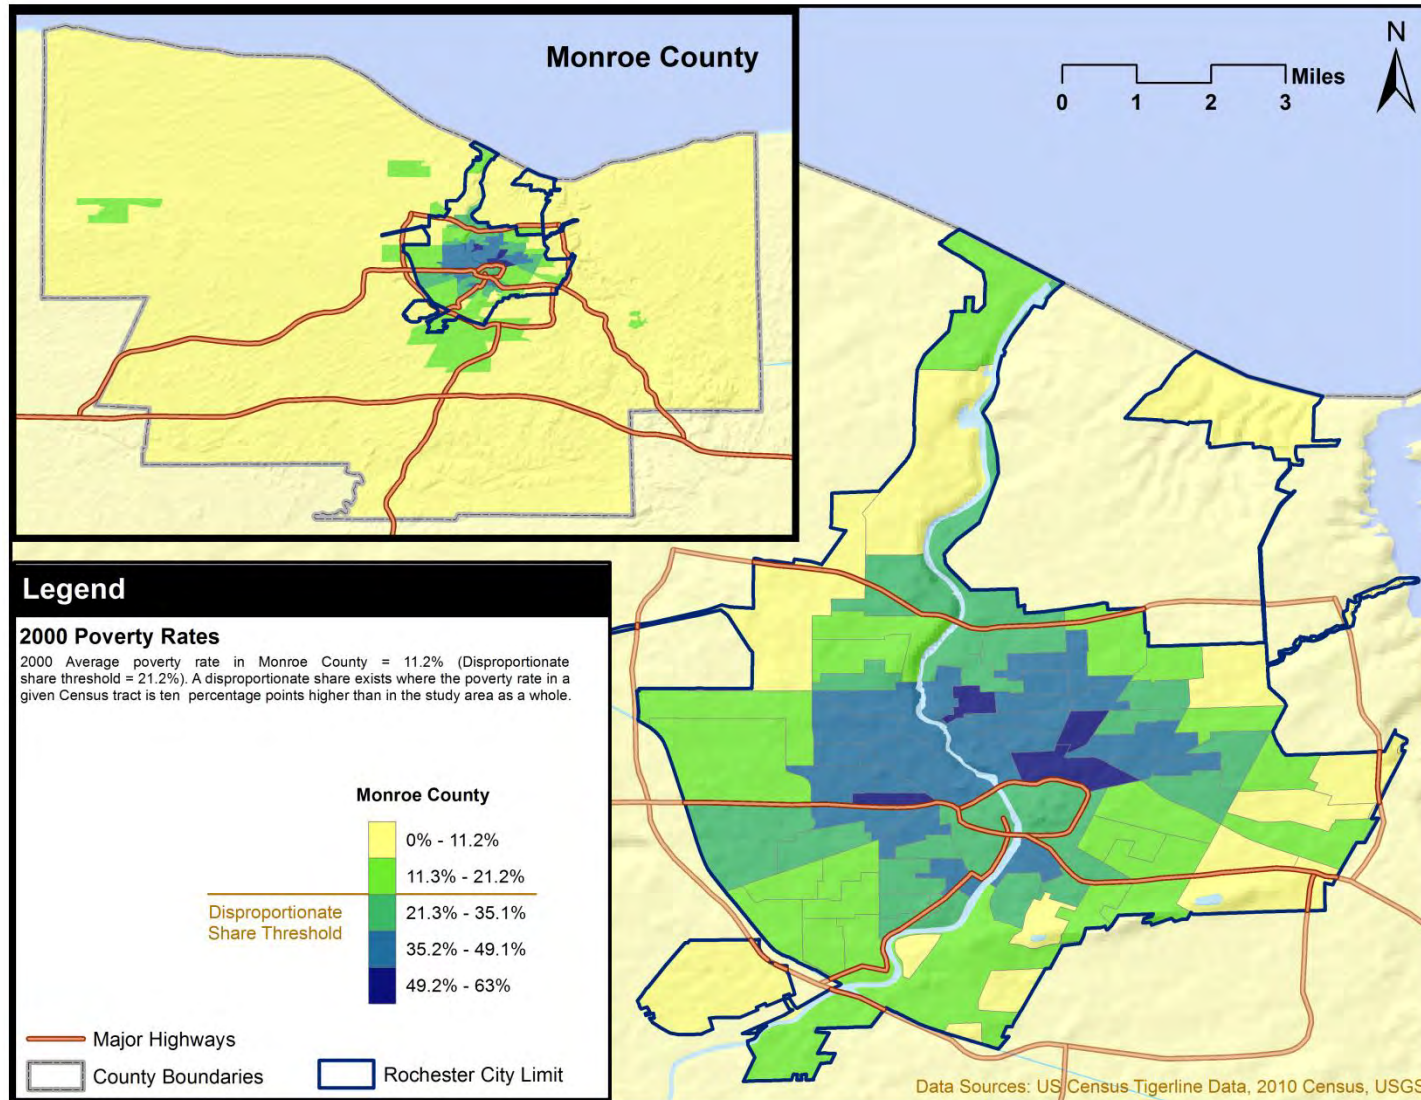 Monroe County
N
Miles
0 1 2 3
Legend
2000 Poverty Rates
2000 Average poverty rate in Monroe County = 11.2% (Disproportionate
share threshold = 21.2%). A disproportionate share exists where the poverty rate in a
given Census tract is ten percentage points higher than in the study area as a whole.
Monroe County
0% - 11.2%
11.3% - 21.2%
Disproportionate
Share Threshold
21.3% - 35.1%
35.2% - 49.1%
49.2% - 63%
Major Highways
County Boundaries
Rochester City Limit
Data Sources: US Census Tigerline Data, 2010 Census, USGS